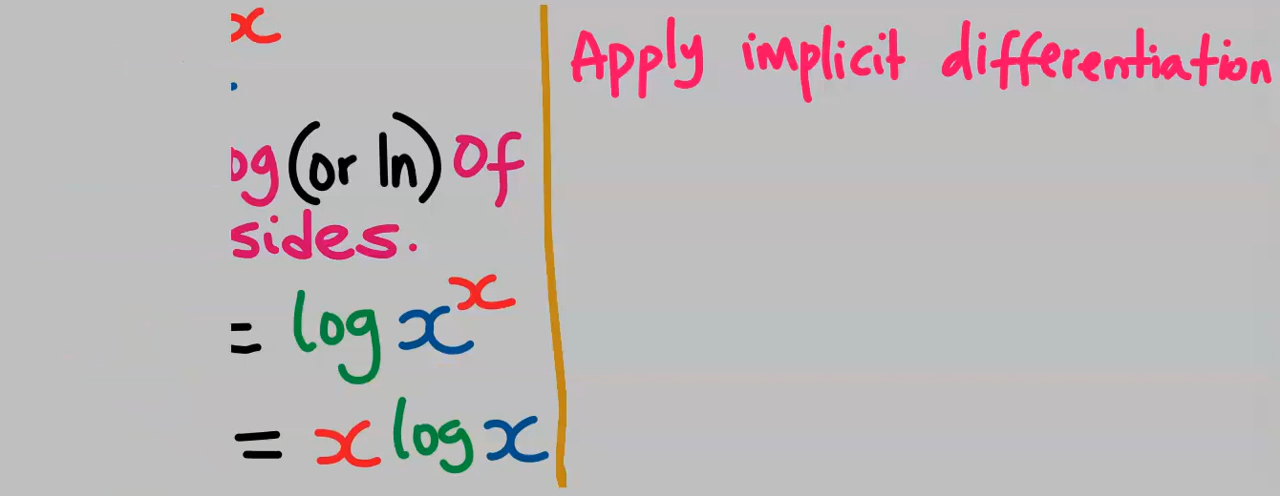 x
og (or ln) of
sides.
= log x^x
= x log x
Apply implicit differentiation